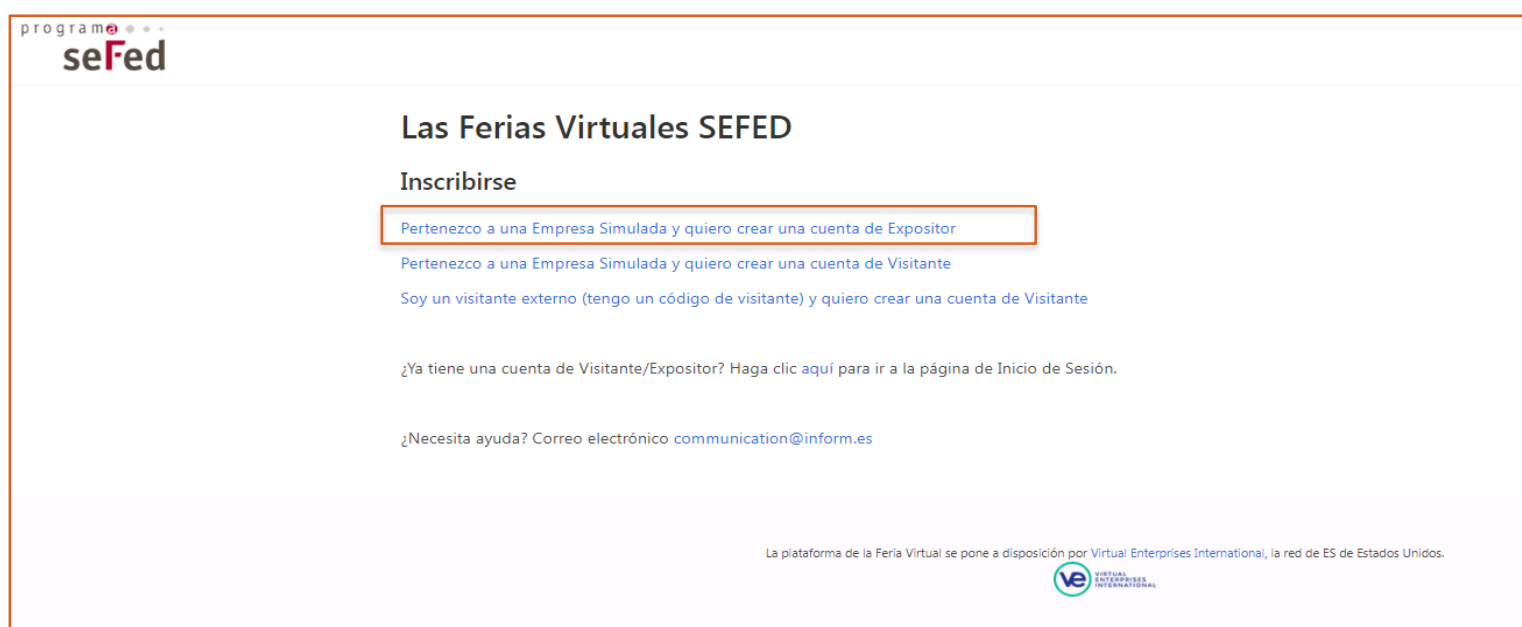 programa
sefed
Las Ferias Virtuales SEFED
Inscribirse
Pertenezco a una Empresa Simulada y quiero crear una cuenta de Expositor
Pertenezco a una Empresa Simulada y quiero crear una cuenta de Visitante
Soy un visitante externo (tengo un código de visitante) y quiero crear una cuenta de Visitante
¿Ya tiene una cuenta de Visitante/Expositor? Haga clic aquí para ir a la página de Inicio de Sesión.
¿Necesita ayuda? Correo electrónico communication@inform.es
La plataforma de la Feria Virtual se pone a disposición por Virtual Enterprises International, la red de ES de Estados Unidos.
ve
VIRTUAL
ENTERPRISES
INTERNATIONAL